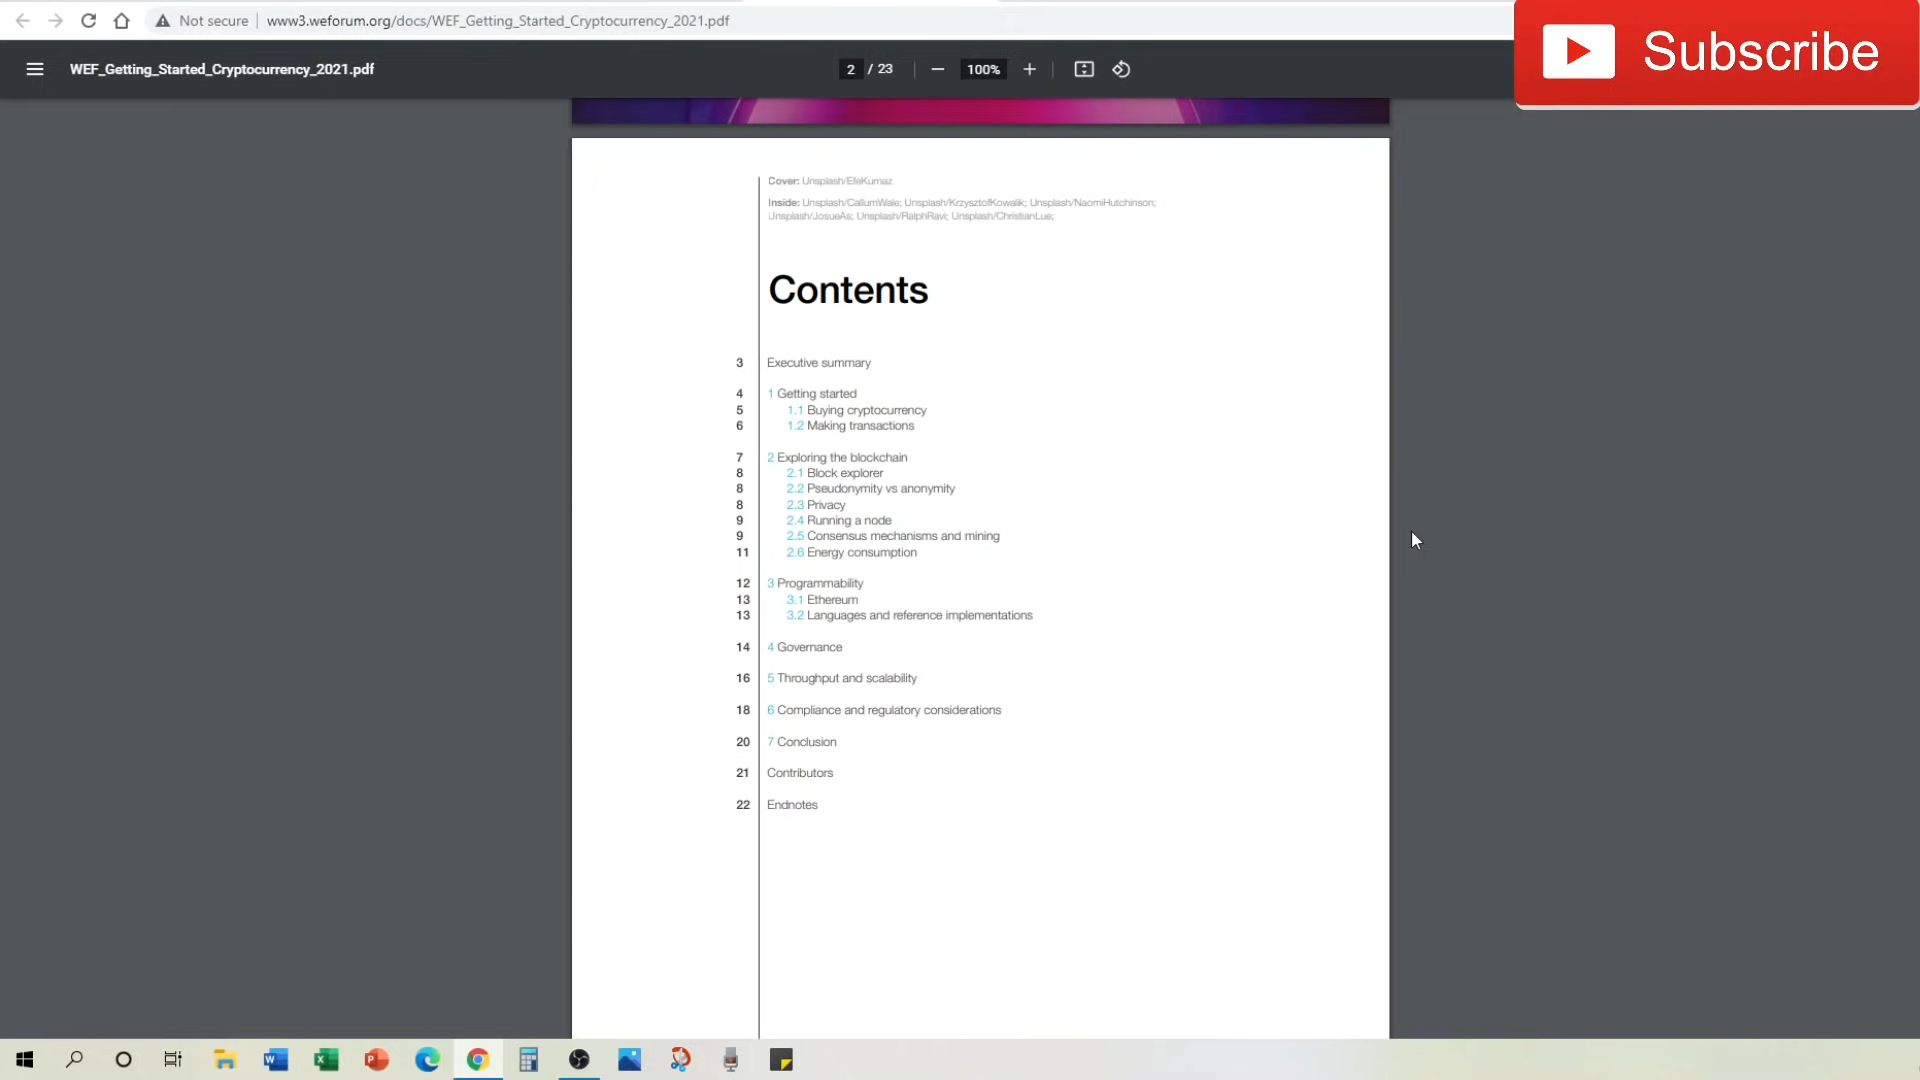 Not secure | www3.weforum.org/docs/WEF_Getting_Started_Cryptocurrency_2021.pdf
Subscribe
WEF_Getting_Started_Cryptocurrency_2021.pdf
2 / 23
100%
Cover: Unsplash/EfeKurnaz
Inside: Unsplash/CallumWale; Unsplash/KrzysztofKowalik; Unsplash/NaomiHutchinson;
Unsplash/JosueAs; Unsplash/RalphRavi; Unsplash/ChristianLue;
Contents
3 Executive summary
4 1 Getting started
5 1.1 Buying cryptocurrency
6 1.2 Making transactions
7 2 Exploring the blockchain
8 2.1 Block explorer
8 2.2 Pseudonymity vs anonymity
8 2.3 Privacy
9 2.4 Running a node
9 2.5 Consensus mechanisms and mining
11 2.6 Energy consumption
12 3 Programmability
13 3.1 Ethereum
13 3.2 Languages and reference implementations
14 4 Governance
16 5 Throughput and scalability
18 6 Compliance and regulatory considerations
20 7 Conclusion
21 Contributors
22 Endnotes